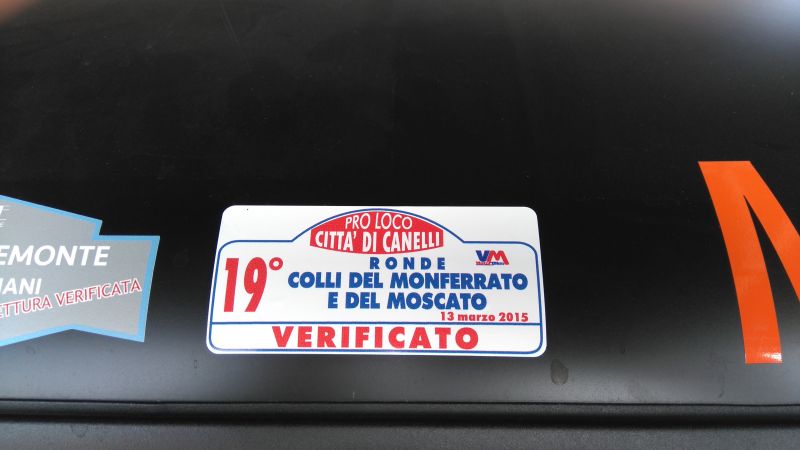 EMONTE
ETTURA VERIFICATA
PRO LOCO
CITTA' DI CANELLI
19°
RONDE
VM
COLLI DEL MONFERRATO
E DEL MOSCATO
13 marzo 2015
VERIFICATO